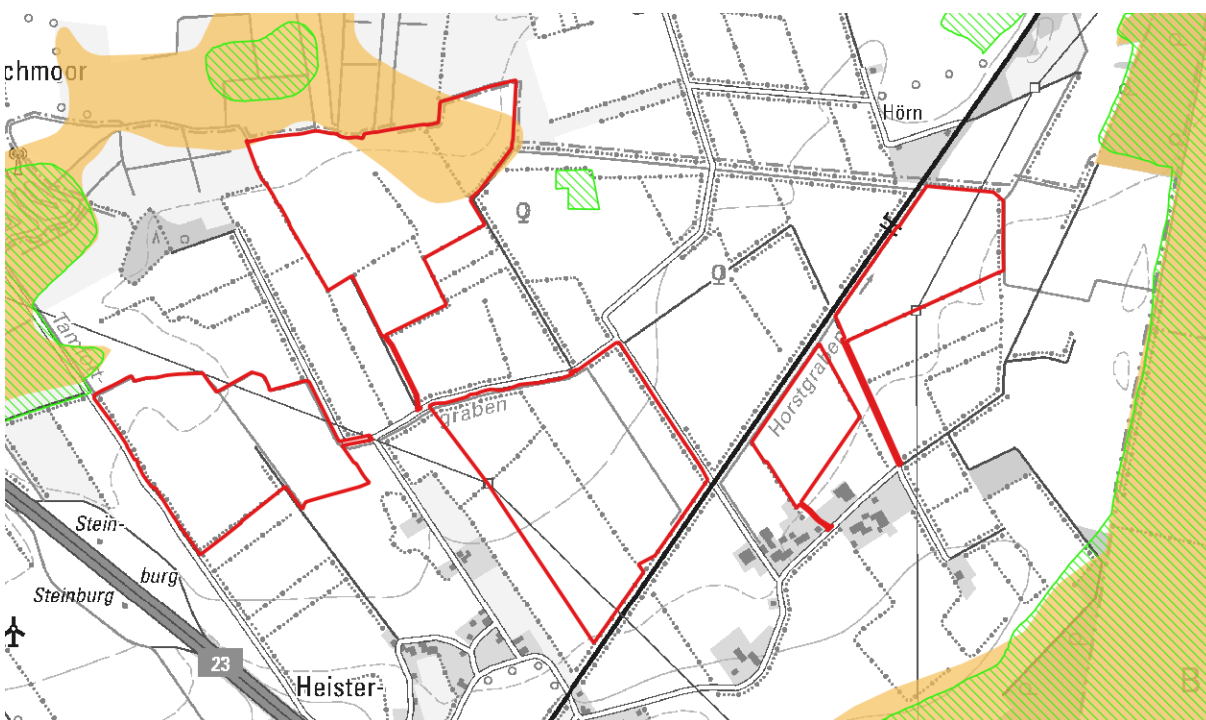 chmoor
Hörn
Horstgraben
graben
Stein-
burg
Steinburg
23
Heister-
B